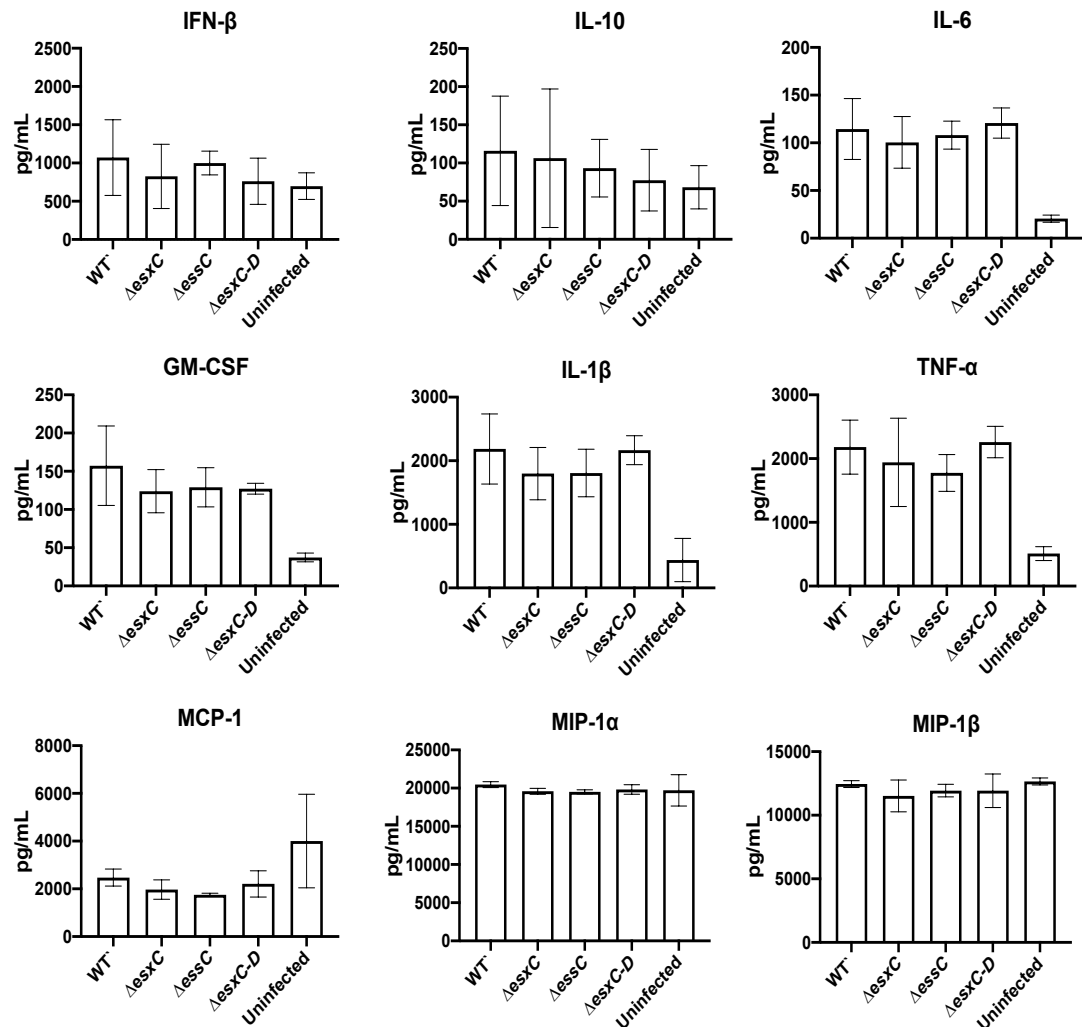 IFN-β
pg/mL
2500
2000
1500
1000
500
0
WT`
ΔesxC
ΔessC
ΔesxC-D
Uninfected
IL-10
pg/mL
250
200
150
100
50
0
WT`
ΔesxC
ΔessC
ΔesxC-D
Uninfected
IL-6
pg/mL
200
150
100
50
0
WT`
ΔesxC
ΔessC
ΔesxC-D
Uninfected
GM-CSF
pg/mL
250
200
150
100
50
0
WT`
ΔesxC
ΔessC
ΔesxC-D
Uninfected
IL-1β
pg/mL
3000
2000
1000
0
WT`
ΔesxC
ΔessC
ΔesxC-D
Uninfected
TNF-α
pg/mL
3000
2000
1000
0
WT`
ΔesxC
ΔessC
ΔesxC-D
Uninfected
MCP-1
pg/mL
8000
6000
4000
2000
0
WT`
ΔesxC
ΔessC
ΔesxC-D
Uninfected
MIP-1α
pg/mL
25000
20000
15000
10000
5000
0
WT`
ΔesxC
ΔessC
ΔesxC-D
Uninfected
MIP-1β
pg/mL
15000
10000
5000
0
WT`
ΔesxC
ΔessC
ΔesxC-D
Uninfected